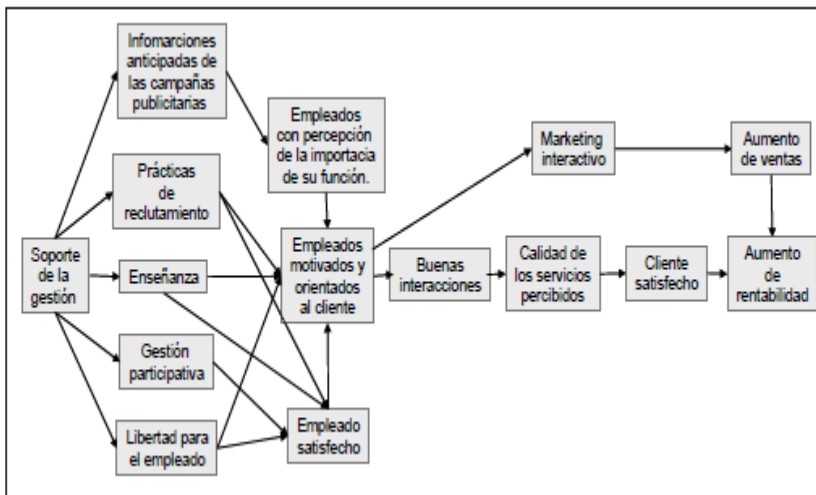 Infomarciones
anticipadas de
las campañas
publicitarias
Empleados
con percepción
de la importacia
de su función.
Marketing
interactivo
Aumento
de ventas
Prácticas
de
reclutamiento
Soporte
de la
gestión
Enseñanza
Empleados
motivados y
orientados
al cliente
Buenas
interacciones
Calidad de
los servicios
percibidos
Cliente
satisfecho
Aumento
de
rentabilidad
Gestión
participativa
Libertad para
el empleado
Empleado
satisfecho